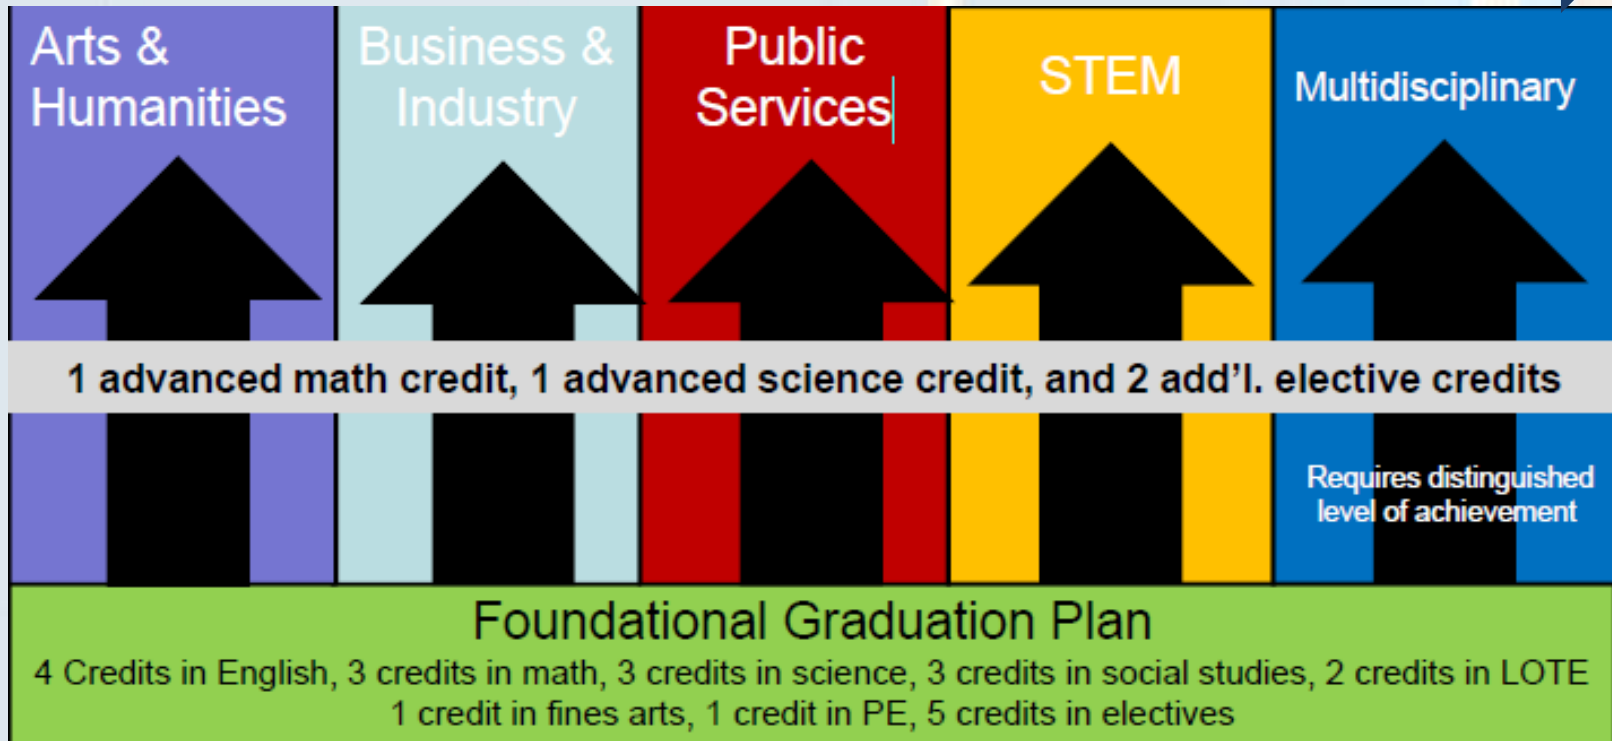 Arts &
Humanities
Business &
Industry
Public
Services
STEM
Multidisciplinary
1 advanced math credit, 1 advanced science credit, and 2 add’l. elective credits
Requires distinguished
level of achievement
Foundational Graduation Plan
4 Credits in English, 3 credits in math, 3 credits in science, 3 credits in social studies, 2 credits in LOTE
1 credit in fines arts, 1 credit in PE, 5 credits in electives